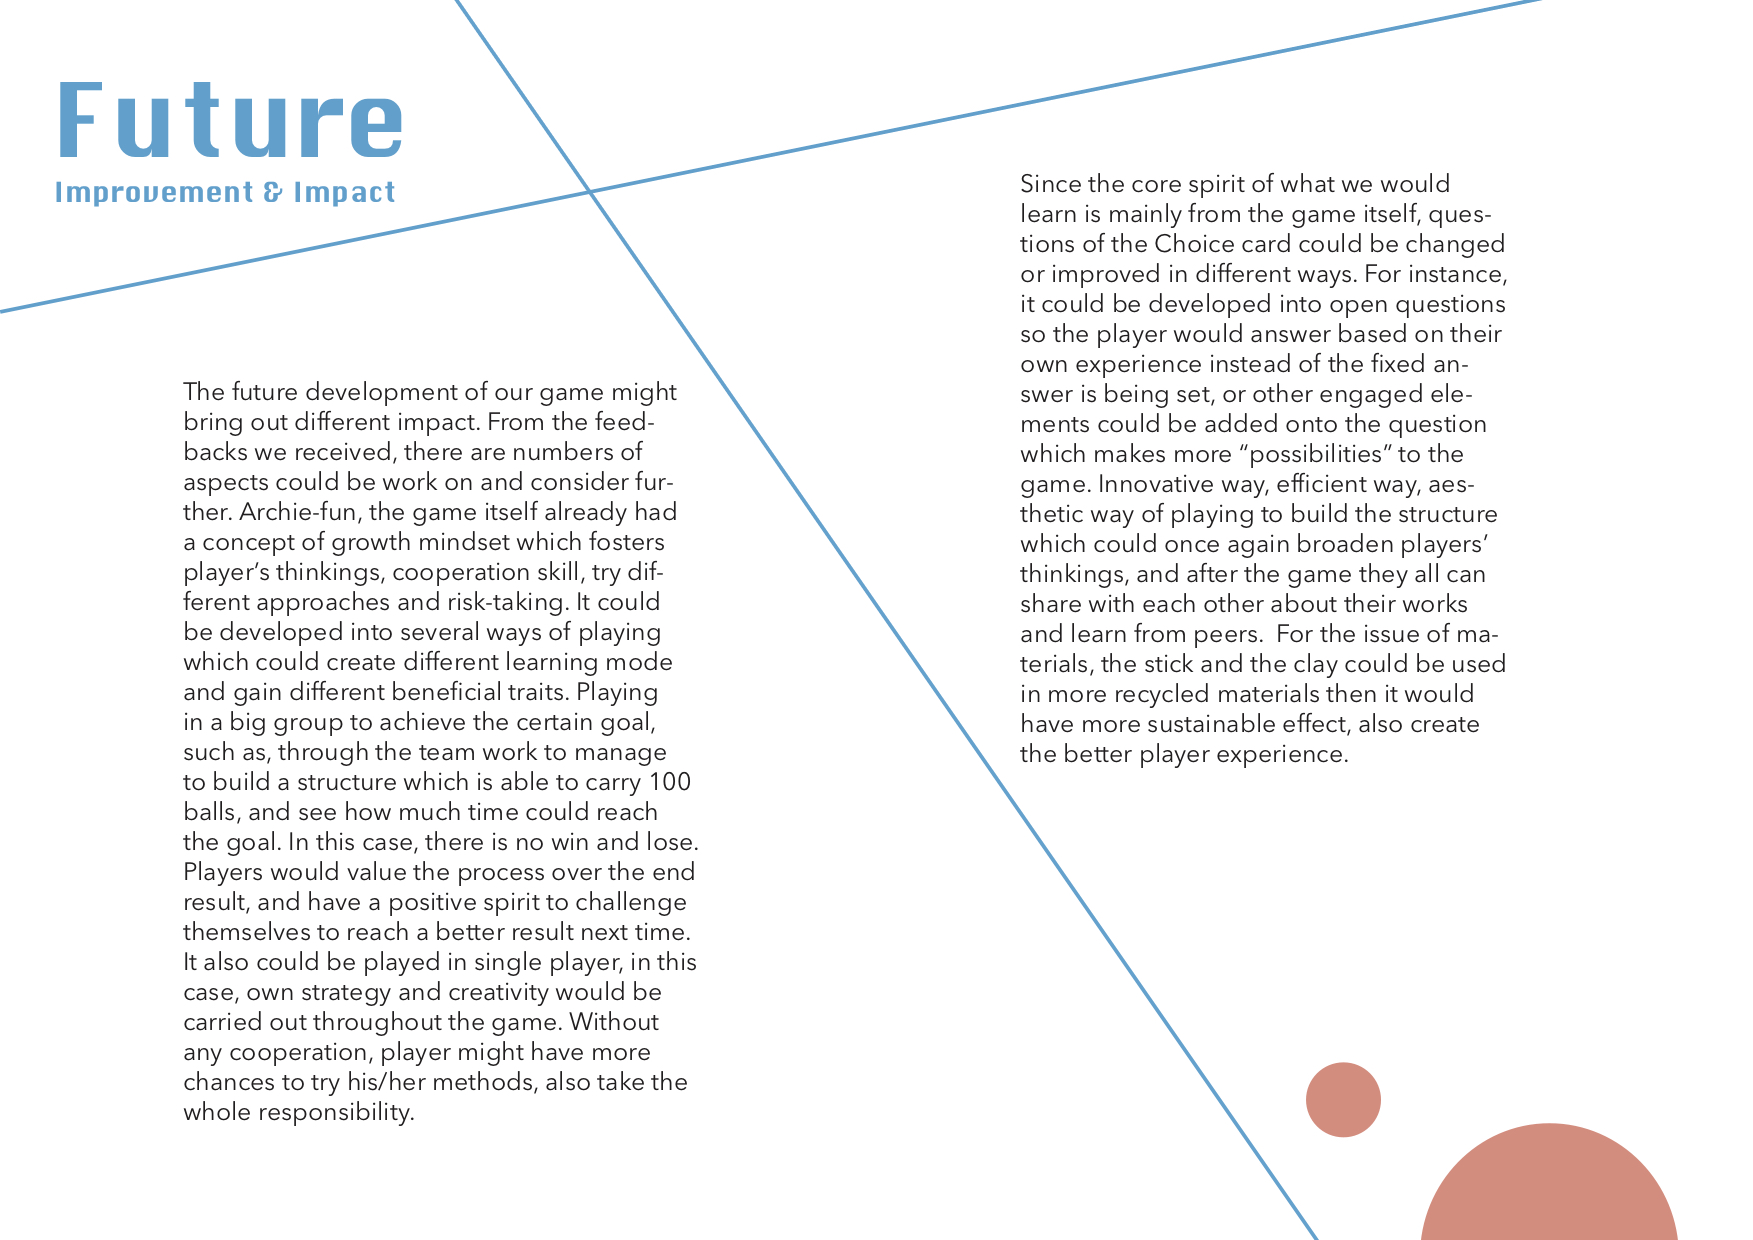 Future
Improvement & Impact
The future development of our game might
bring out different impact. From the feed-
backs we received, there are numbers of
aspects could be work on and consider fur-
ther. Archie-fun, the game itself already had
a concept of growth mindset which fosters
player’s thinkings, cooperation skill, try dif-
ferent approaches and risk-taking. It could
be developed into several ways of playing
which could create different learning mode
and gain different beneficial traits. Playing
in a big group to achieve the certain goal,
such as, through the team work to manage
to build a structure which is able to carry 100
balls, and see how much time could reach
the goal. In this case, there is no win and lose.
Players would value the process over the end
result, and have a positive spirit to challenge
themselves to reach a better result next time.
It also could be played in single player, in this
case, own strategy and creativity would be
carried out throughout the game. Without
any cooperation, player might have more
chances to try his/her methods, also take the
whole responsibility.
Since the core spirit of what we would
learn is mainly from the game itself, ques-
tions of the Choice card could be changed
or improved in different ways. For instance,
it could be developed into open questions
so the player would answer based on their
own experience instead of the fixed an-
swer is being set, or other engaged ele-
ments could be added onto the question
which makes more “possibilities” to the
game. Innovative way, efficient way, aes-
thetic way of playing to build the structure
which could once again broaden players’
thinkings, and after the game they all can
share with each other about their works
and learn from peers.  For the issue of ma-
terials, the stick and the clay could be used
in more recycled materials then it would
have more sustainable effect, also create
the better player experience.